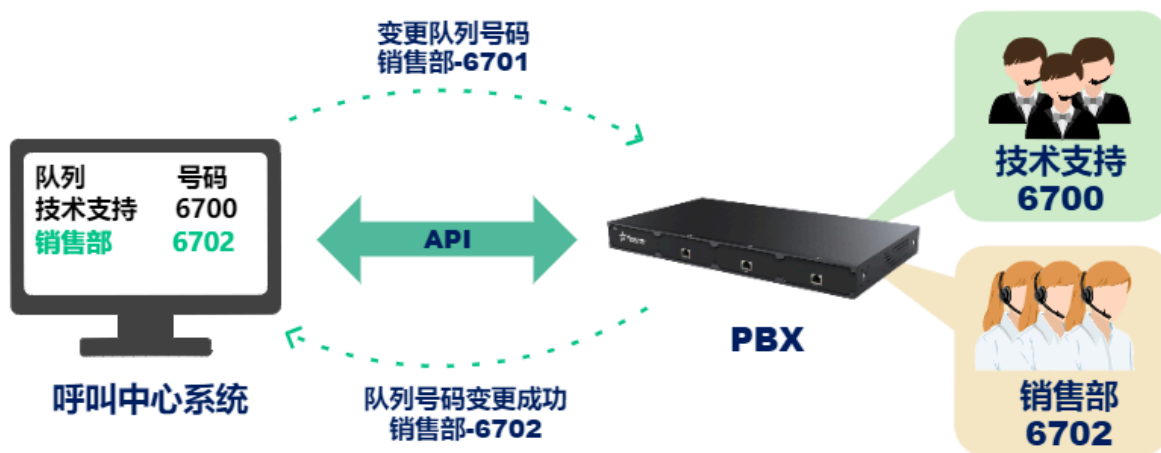 变更队列号码
销售部-6701
队列 号码
技术支持 6700
销售部 6702
API
呼叫中心系统
队列号码变更成功
销售部-6702
PBX
技术支持
6700
销售部
6702